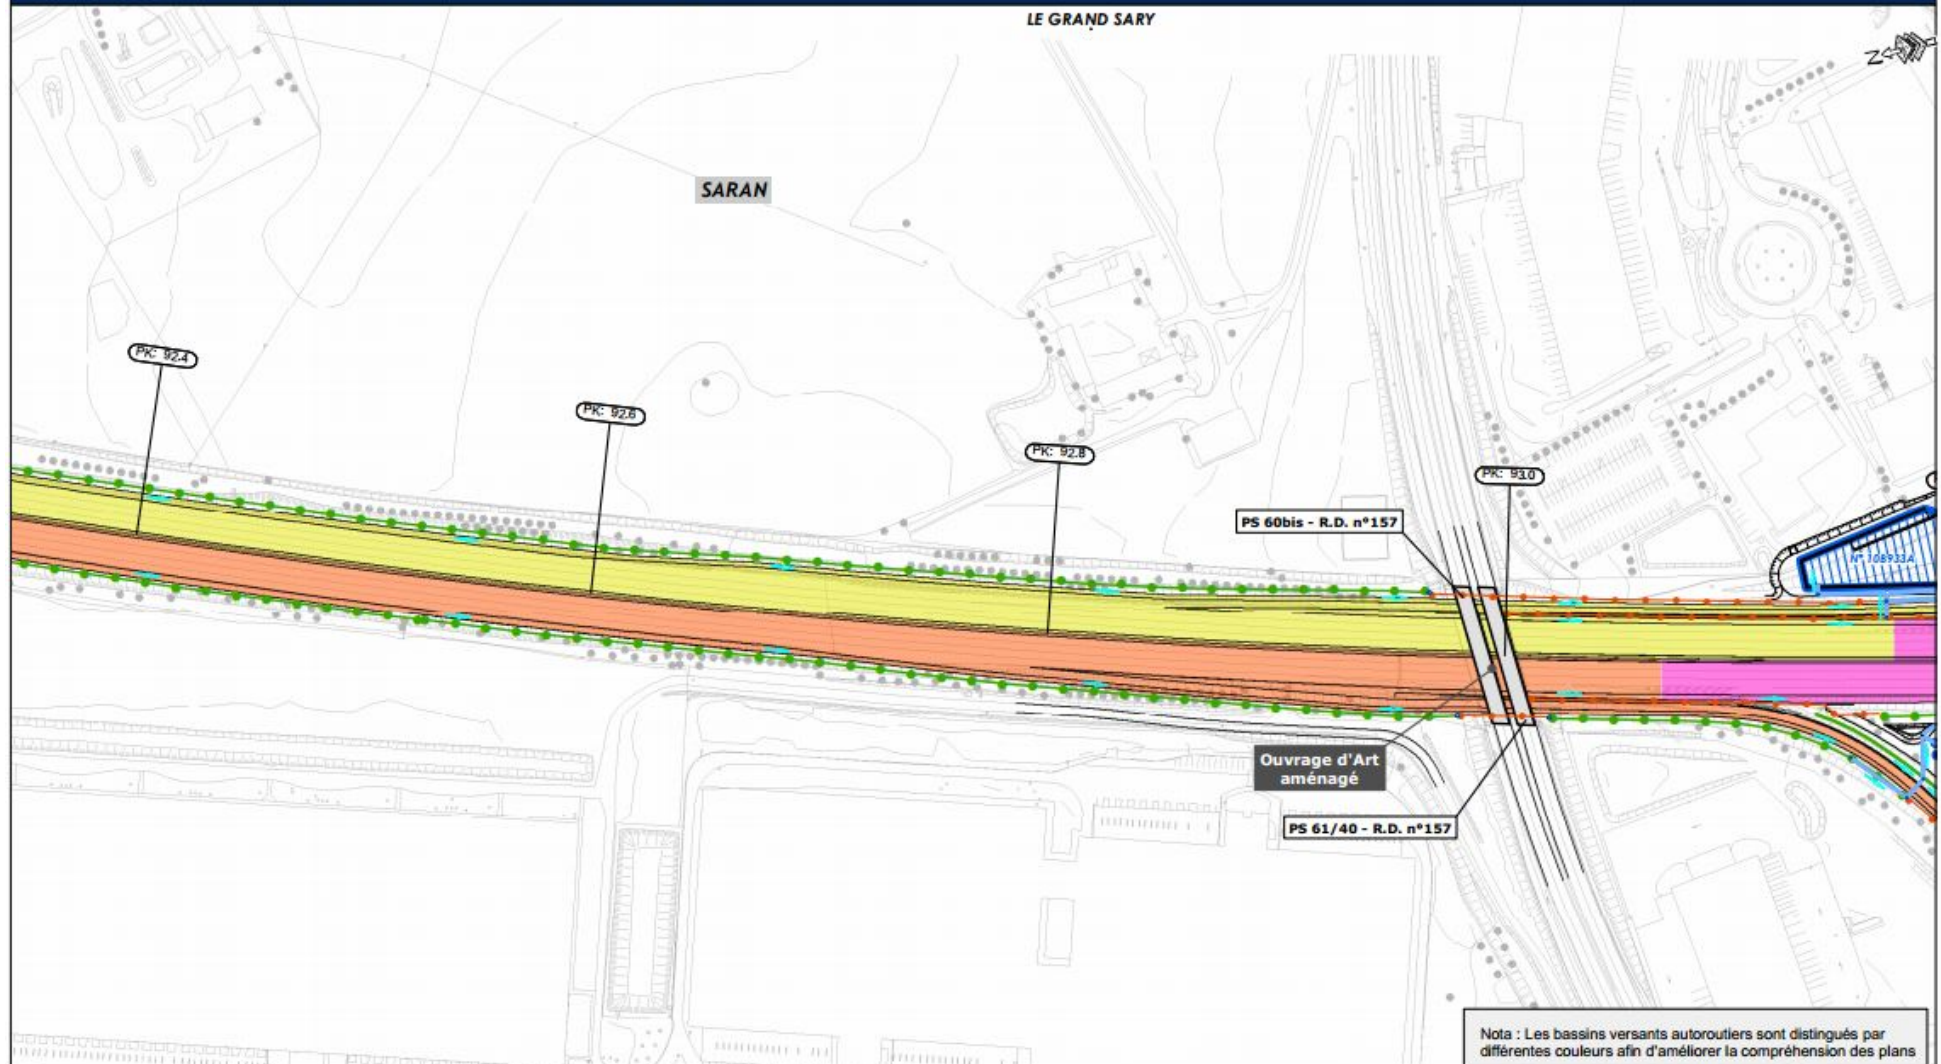 LE GRAND SARY
Z
SARAN
PK: 92.4
PK: 92.6
PK: 92.8
PK: 93.0
PS 60bis - R.D. n°157
N° 108933A
Ouvrage d'Art
aménagé
PS 61/40 - R.D. n°157
Nota : Les bassins versants autoroutiers sont distingués par
différentes couleurs afin d'améliorer la compréhension des plans